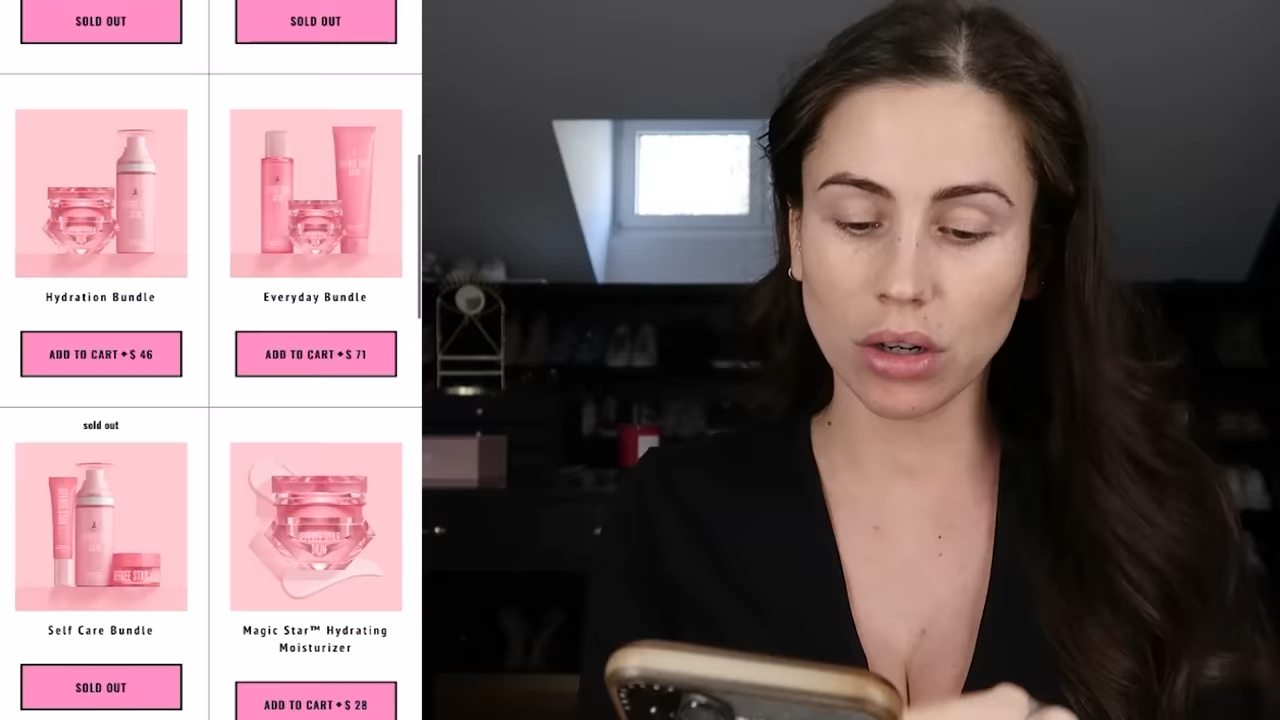 SOLD OUT
SOLD OUT
Hydration Bundle
Everyday Bundle
ADD TO CART • $ 46
ADD TO CART • $ 71
sold out
Self Care Bundle
Magic Star™ Hydrating
Moisturizer
SOLD OUT
ADD TO CART • $ 28